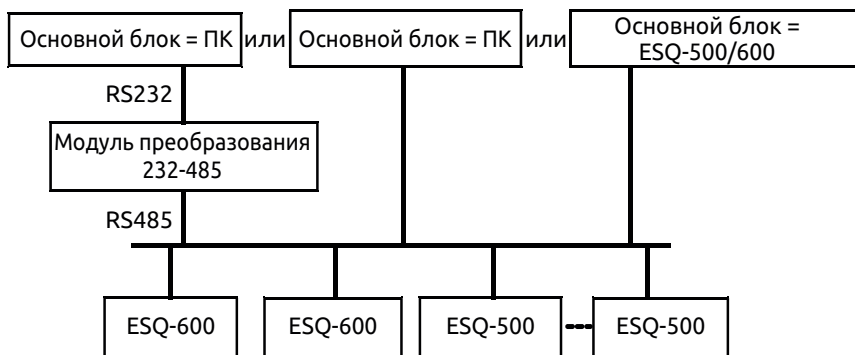 Основной блок = ПК или Основной блок = ПК или Основной блок =
ESQ-500/600
RS232
Модуль преобразования
232-485
RS485
ESQ-600 ESQ-600 ESQ-500 ESQ-500